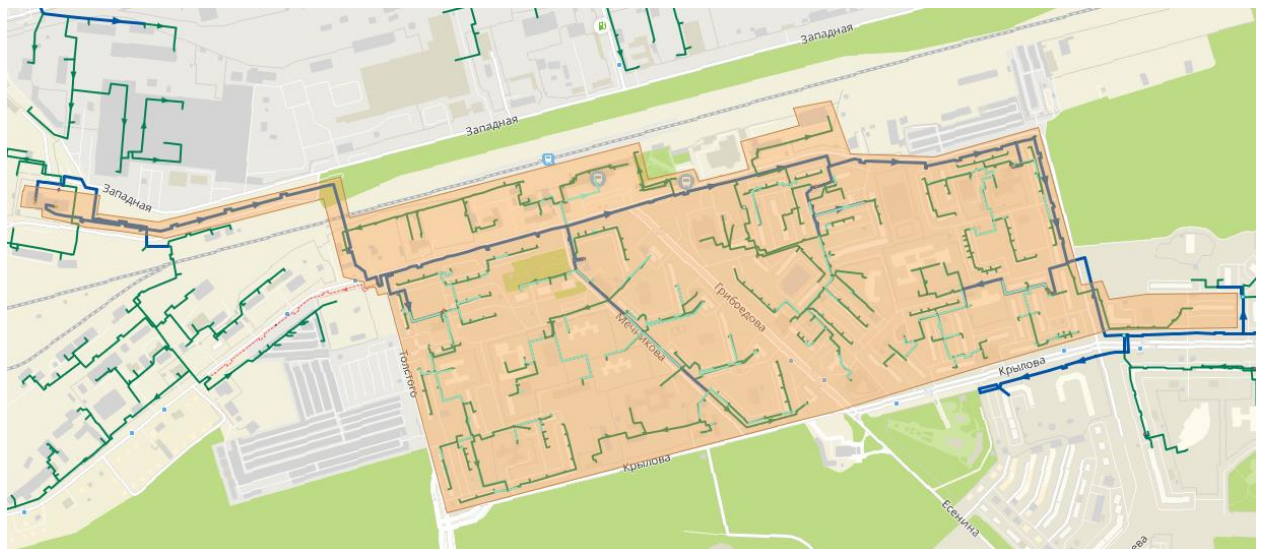 Западная
Западная
Западная
Грибоедова
Мечникова
Толстого
Крылова
Крылова
Есенина